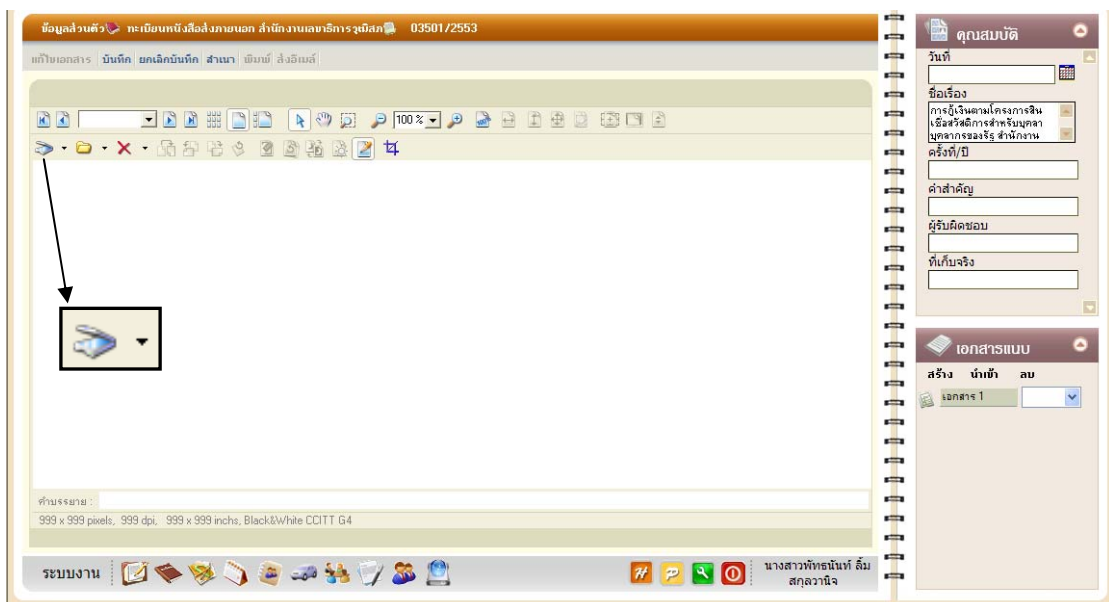 ข้อมูลส่วนตัว ทะเบียนหนังสือส่งภายนอก สำนักงานเลขาธิการวุฒิสภ 03501/2553
แก้ไขเอกสาร บันทึก ยกเลิกบันทึก สำเนา พิมพ์ ส่งอีเมล์
100 %
คำบรรยาย :
999 x 999 pixels, 999 dpi, 999 x 999 inchs, Black&White CCITT G4
ระบบงาน
นางสาวพัทธนันท์ ลิ้ม
สกุลวานิจ
คุณสมบัติ
วันที่
ชื่อเรื่อง
การกู้เงินตามโครงการสิน
เชื่อสวัสดิการสำหรับบุคลา
บุคลากรของรัฐ สำนักงาน
ครั้งที่/ปี
คำสำคัญ
ผู้รับผิดชอบ
ที่เก็บจริง
เอกสารแนบ
สร้าง นำเข้า ลบ
เอกสาร 1